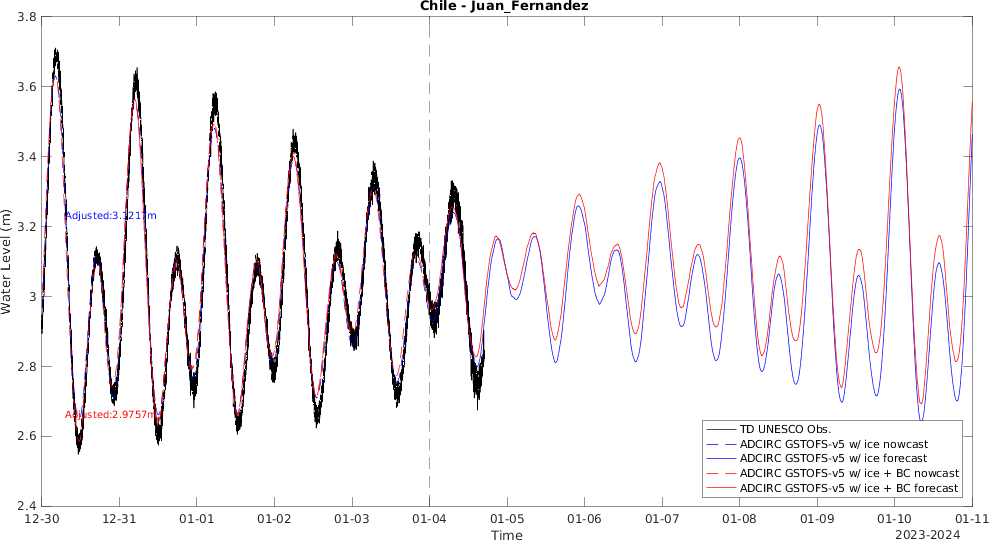 Chile - Juan_Fernandez
3.8
3.6
3.4
3.2
3
2.8
2.6
2.4
Water Level (m)
Adjusted:3.1217m
Adjusted:2.9757m
TD UNESCO Obs.
ADCIRC GSTOFS-v5 w/ ice nowcast
ADCIRC GSTOFS-v5 w/ ice forecast
ADCIRC GSTOFS-v5 w/ ice + BC nowcast
ADCIRC GSTOFS-v5 w/ ice + BC forecast
12-30 12-31 01-01 01-02 01-03 01-04 01-05 01-06 01-07 01-08 01-09 01-10 01-11
Time
2023-2024